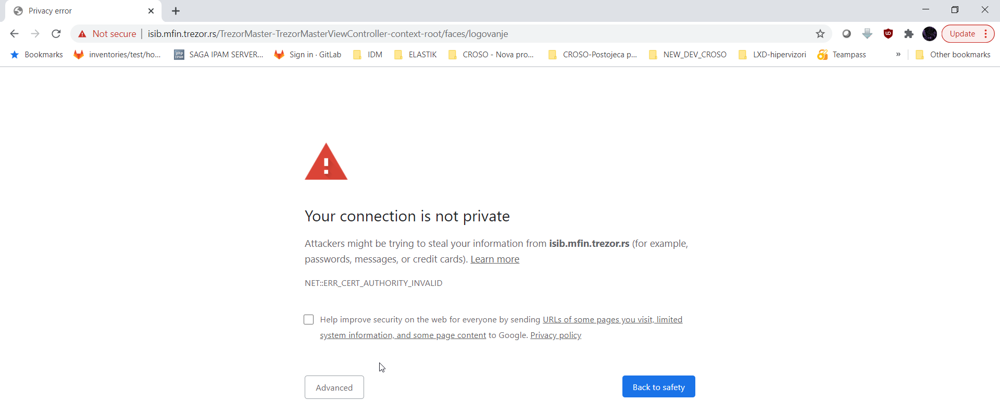 Privacy error
Not secure
isib.mfin.trezor.rs/TrezorMaster-TrezorMasterViewController-context-root/faces/logovanje
Update
Bookmarks
inventories/test/ho...
php
IPAM
SAGA IPAM SERVER...
Sign in · GitLab
IDM
ELASTIK
CROSO - Nova pro...
CROSO-Postojeca p...
NEW_DEV_CROSO
LXD-hipervizori
Teampass
»
Other bookmarks
Your connection is not private
Attackers might be trying to steal your information from isib.mfin.trezor.rs (for example,
passwords, messages, or credit cards). Learn more
NET::ERR_CERT_AUTHORITY_INVALID
Help improve security on the web for everyone by sending URLs of some pages you visit, limited
system information, and some page content to Google. Privacy policy
Advanced
Back to safety